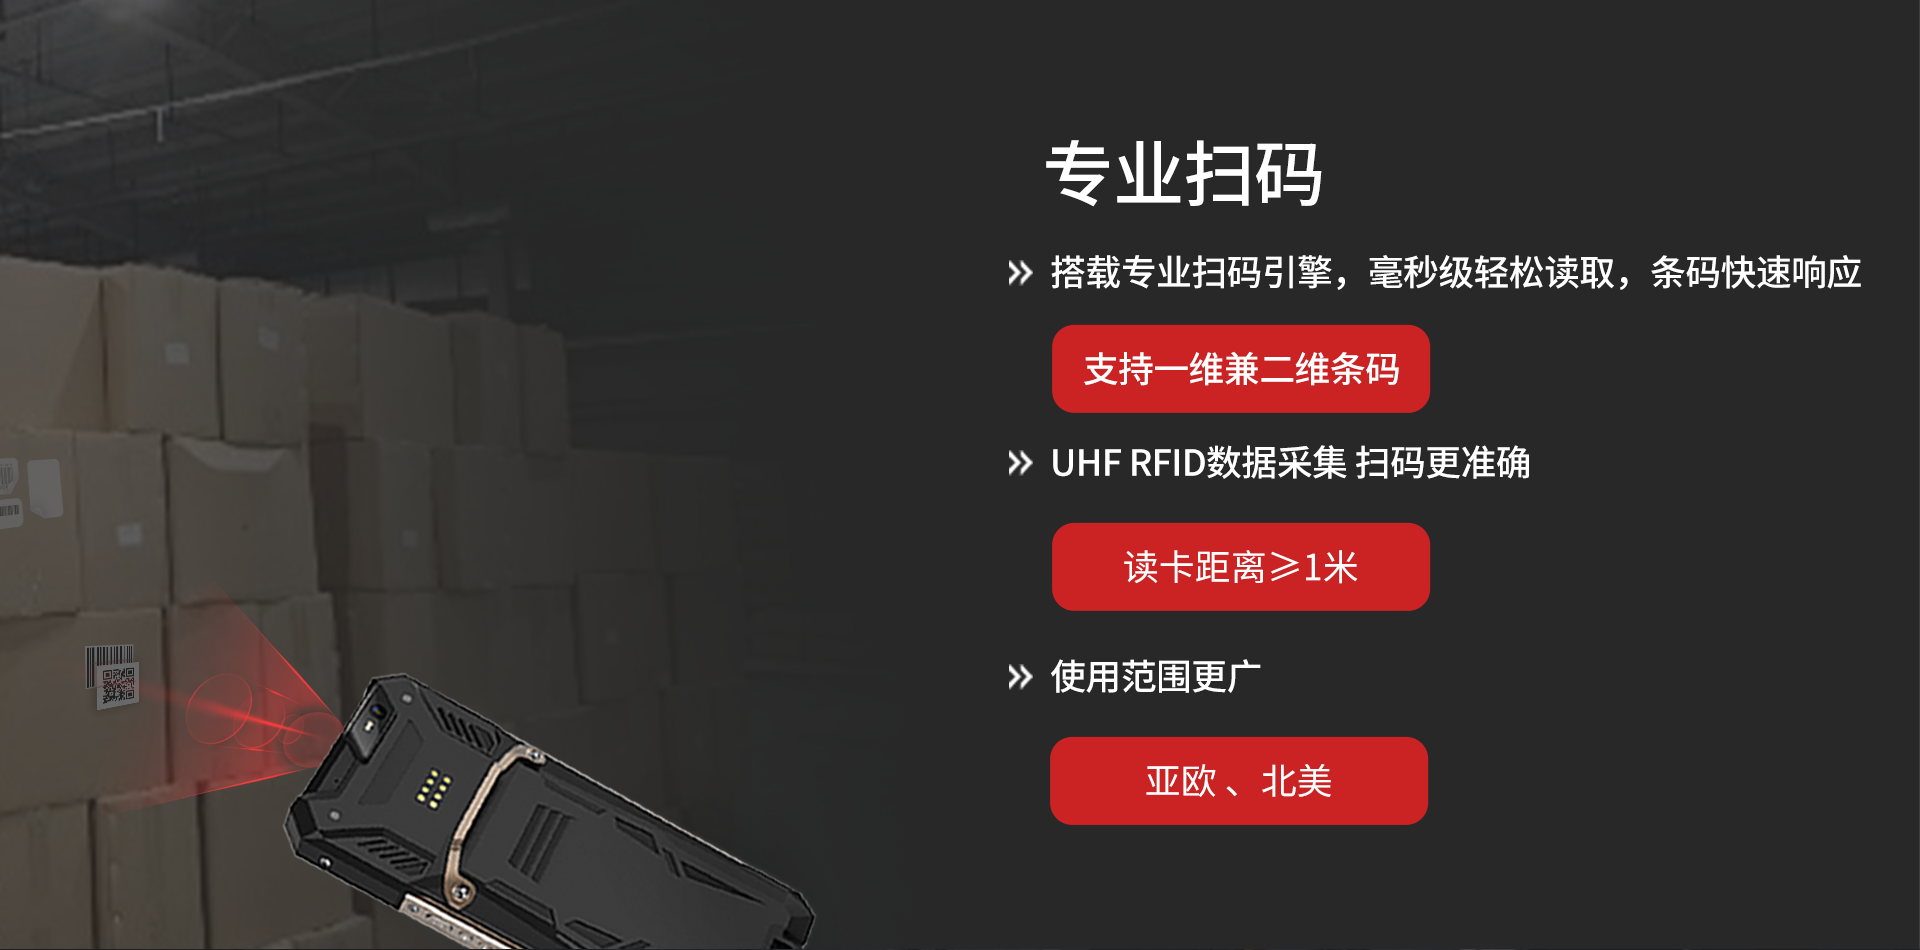 专业扫码
搭载专业扫码引擎，毫秒级轻松读取，条码快速响应
支持一维兼二维条码
UHF RFID数据采集 扫码更准确
读卡距离≥1米
使用范围更广
亚欧 、北美